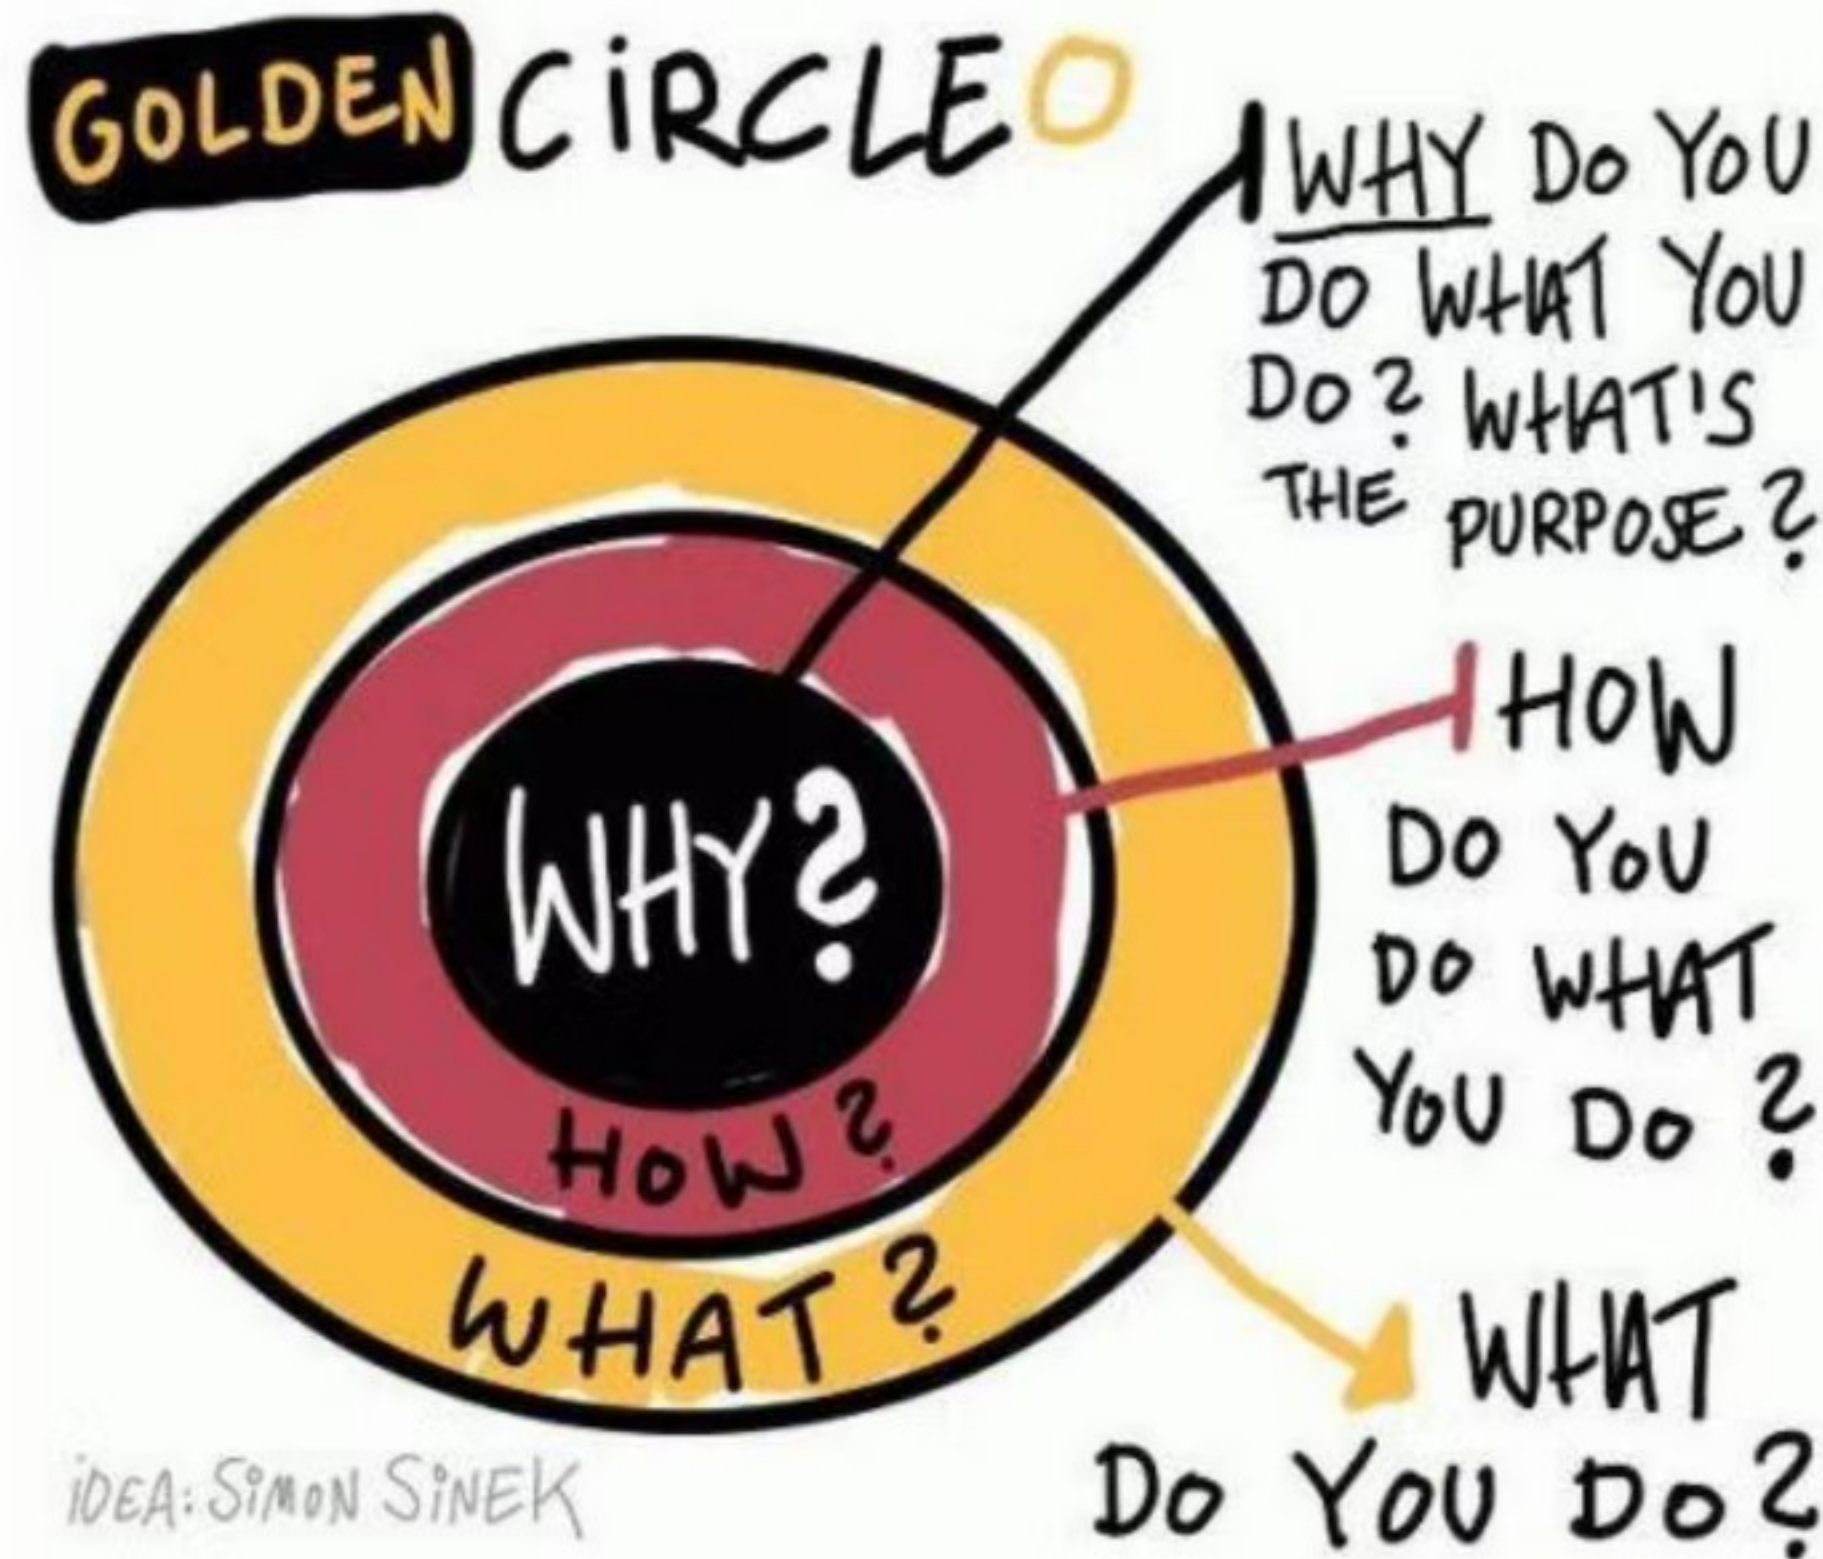 GOLDEN CIRCLE
WHY DO YOU
DO WHAT YOU
DO? WHAT'S
THE PURPOSE?
HOW
DO YOU
DO WHAT
YOU DO?
WHY?
HOW?
WHAT?
WHAT
DO YOU DO?
IDEA: SIMON SINEK